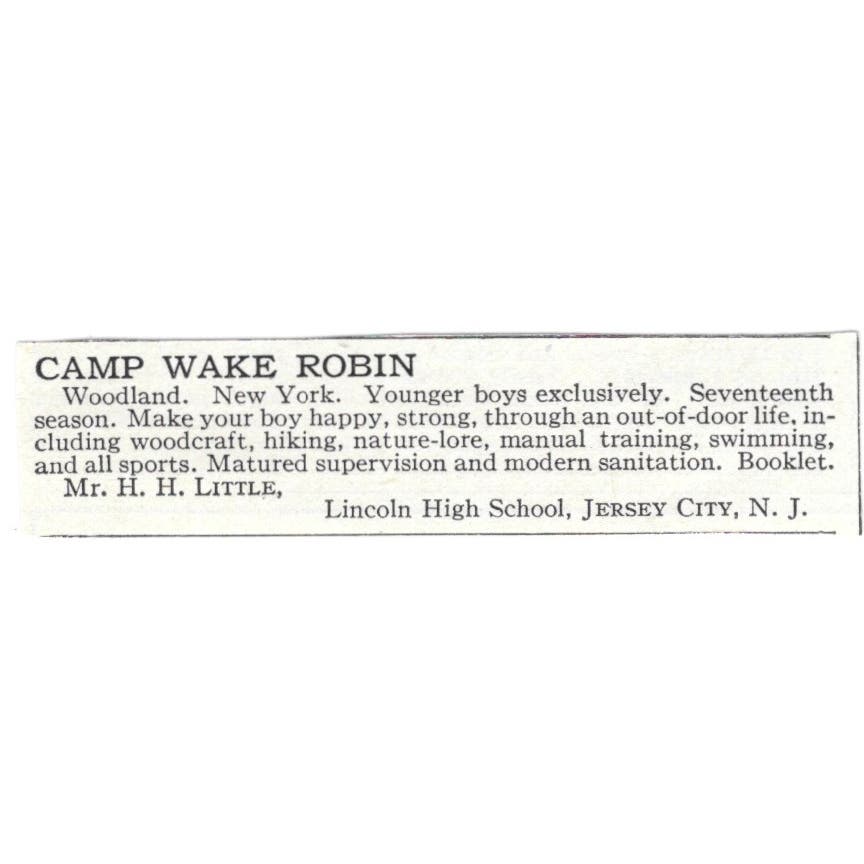 CAMP WAKE ROBIN
Woodland. New York. Younger boys exclusively. Seventeenth
season. Make your boy happy, strong, through an out-of-door life, in-
cluding woodcraft, hiking, nature-lore, manual training, swimming,
and all sports. Matured supervision and modern sanitation. Booklet.
Mr. H. H. LITTLE,
Lincoln High School, JERSEY CITY, N. J.